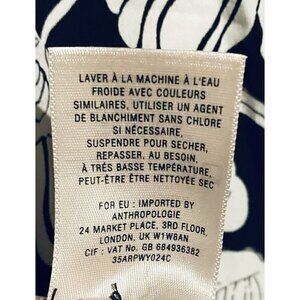 LAVER À LA MACHINE À L'EAU
FROIDE AVEC COULEURS
SIMILAIRES, UTILISER UN AGENT
DE BLANCHIMENT SANS CHLORE
SI NÉCESSAIRE,
SUSPENDRE POUR SECHER,
REPASSER, AU BESOIN,
À TRÉS BASSE TEMPÉRATURE,
PEUT-ÊTRE ÊTRE NETTOYÉE SEC
FOR EU : IMPORTED BY
ANTHROPOLOGIE
24 MARKET PLACE, 3RD FLOOR,
LONDON. UK W1W6AN
CIF : VAT No. GB 684936382
35ARPWY024C